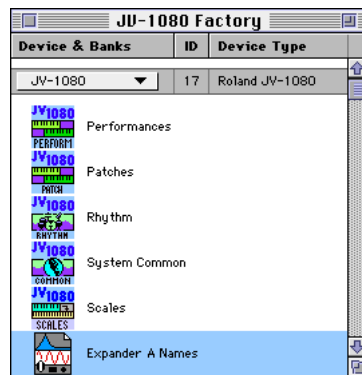 JV-1080 Factory
Device & Banks ID Device Type
JV-1080 17 Roland JV-1080
JV1080
PERFORM
Performances
JV1080
PATCH
Patches
JV1080
RHYTHM
Rhythm
JV1080
COMMON
System Common
JV1080
SCALES
Scales
Expander A Names